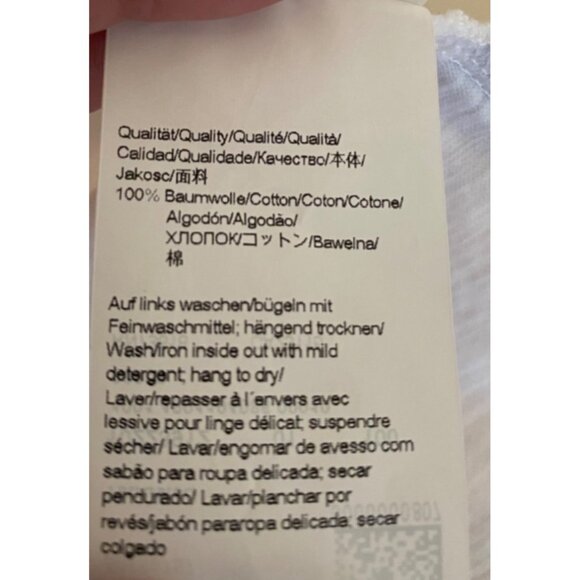 Qualität/Quality/Qualité/Qualità/
Calidad/Qualidade/Качество/本体/
Jakosc/面料
100% Baumwolle/Cotton/Coton/Cotone/
Algodón/Algodão/
ХЛОПОК/コットン/Bawelna/
棉
Auf links waschen/bügeln mit
Feinwaschmittel; hängend trocknen/
Wash/iron inside out with mild
detergent; hang to dry/
Laver/repasser à l´envers avec
lessive pour linge délicat; suspendre
sécher/ Lavar/engomar de avesso com
sabão para roupa delicada; secar
pendurado/ Lavar/planchar por
revés/jabón pararopa delicada; secar
colgado